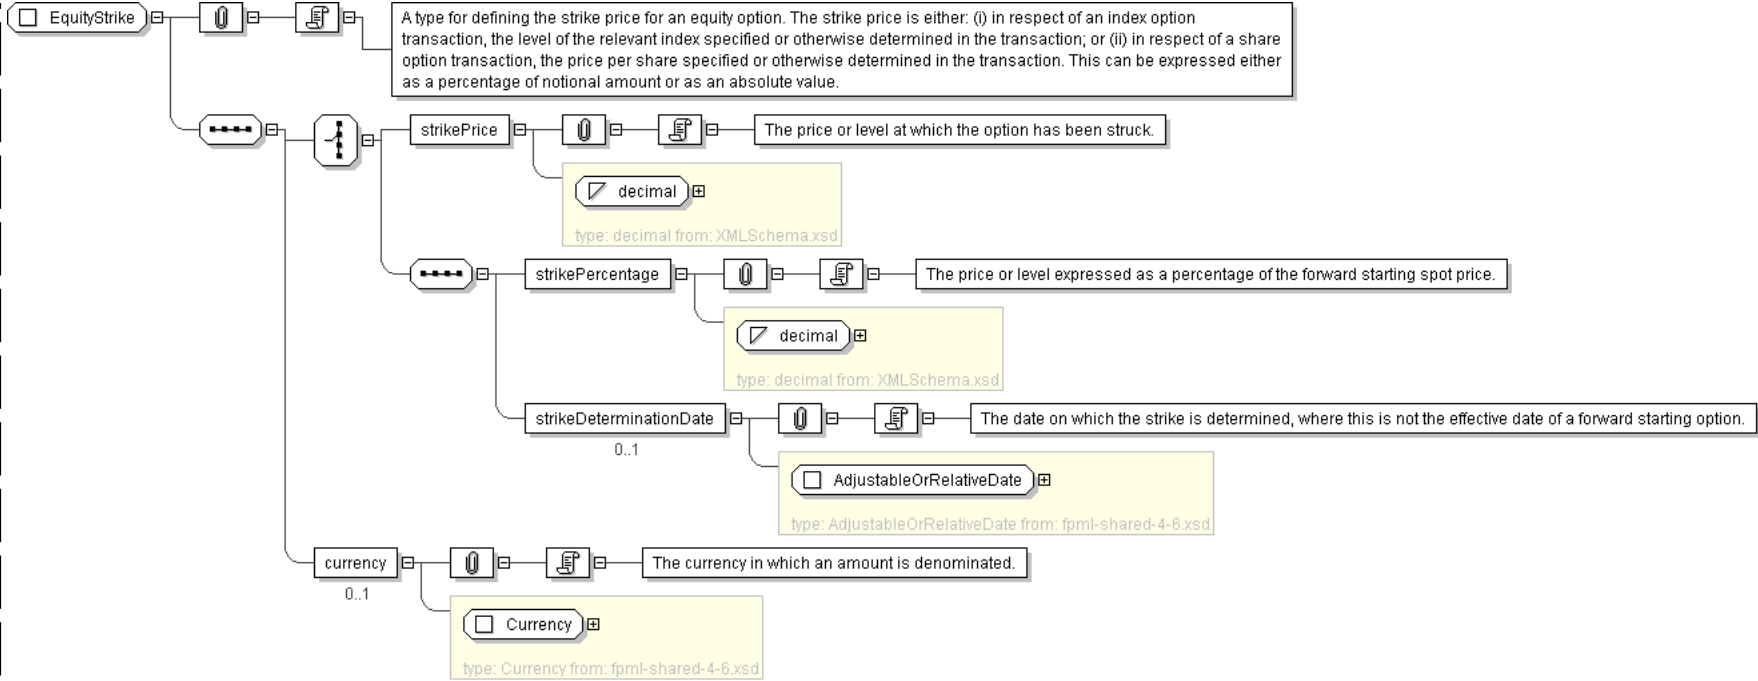 EquityStrike
A type for defining the strike price for an equity option. The strike price is either: (i) in respect of an index option
transaction, the level of the relevant index specified or otherwise determined in the transaction; or (ii) in respect of a share
option transaction, the price per share specified or otherwise determined in the transaction. This can be expressed either
as a percentage of notional amount or as an absolute value.
strikePrice
The price or level at which the option has been struck.
decimal
type: decimal from: XMLSchema.xsd
strikePercentage
The price or level expressed as a percentage of the forward starting spot price.
decimal
type: decimal from: XMLSchema.xsd
strikeDeterminationDate
The date on which the strike is determined, where this is not the effective date of a forward starting option.
0..1
AdjustableOrRelativeDate
type: AdjustableOrRelativeDate from: fpml-shared-4-6.xsd
currency
The currency in which an amount is denominated.
0..1
Currency
type: Currency from: fpml-shared-4-6.xsd